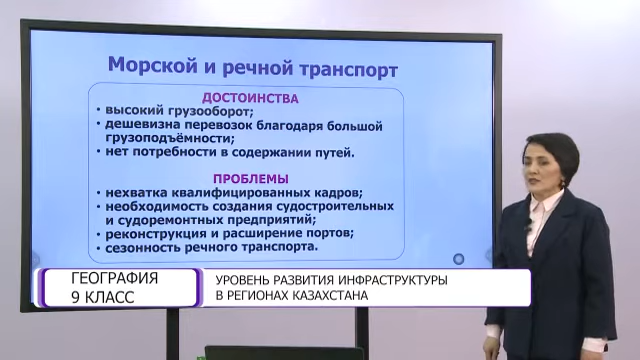 Морской и речной транспорт
ДОСТОИНСТВА
• высокий грузооборот;
• дешевизна перевозок благодаря большой
грузоподъёмности;
• нет потребности в содержании путей.
ПРОБЛЕМЫ
• нехватка квалифицированных кадров;
• необходимость создания судостроительных
и судоремонтных предприятий;
• реконструкция и расширение портов;
• сезонность речного транспорта.
ГЕОГРАФИЯ
9 КЛАСС
УРОВЕНЬ РАЗВИТИЯ ИНФРАСТРУКТУРЫ
В РЕГИОНАХ КАЗАХСТАНА